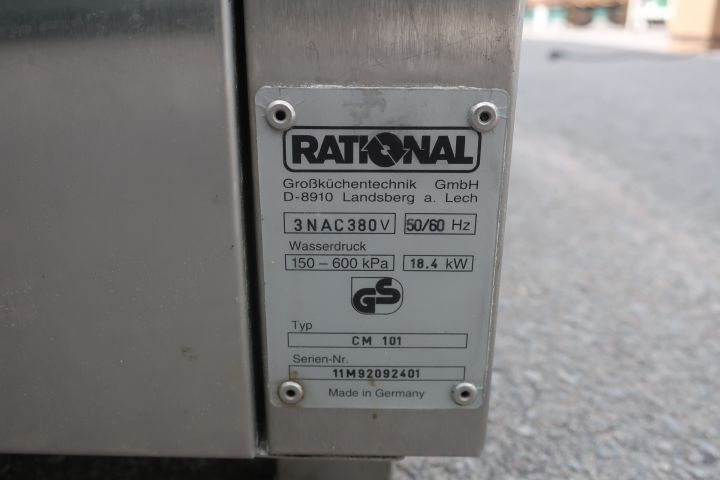 RATIONAL
Großküchentechnik GmbH
D-8910 Landsberg a. Lech
3NAC380V 50/60 Hz
Wasserdruck
150 – 600 kPa 18.4 kW
GS
Typ
CM 101
Serien-Nr.
11M92092401
Made in Germany